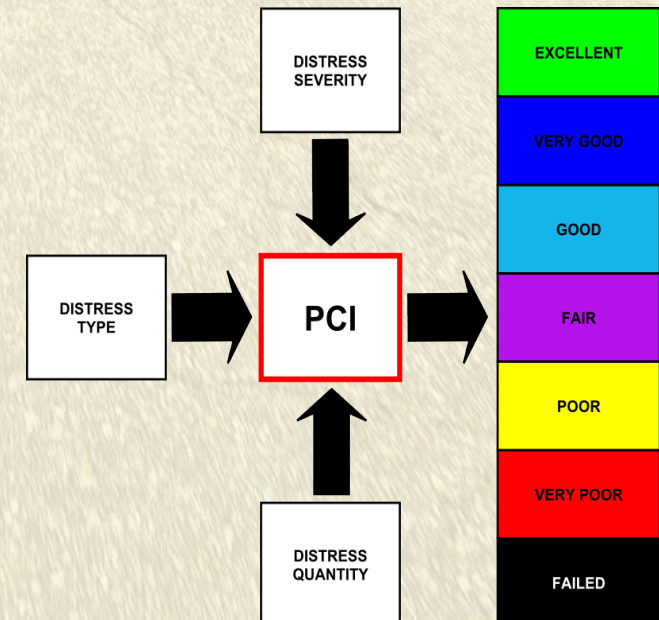 DISTRESS
SEVERITY
DISTRESS
TYPE
PCI
DISTRESS
QUANTITY
EXCELLENT
VERY GOOD
GOOD
FAIR
POOR
VERY POOR
FAILED